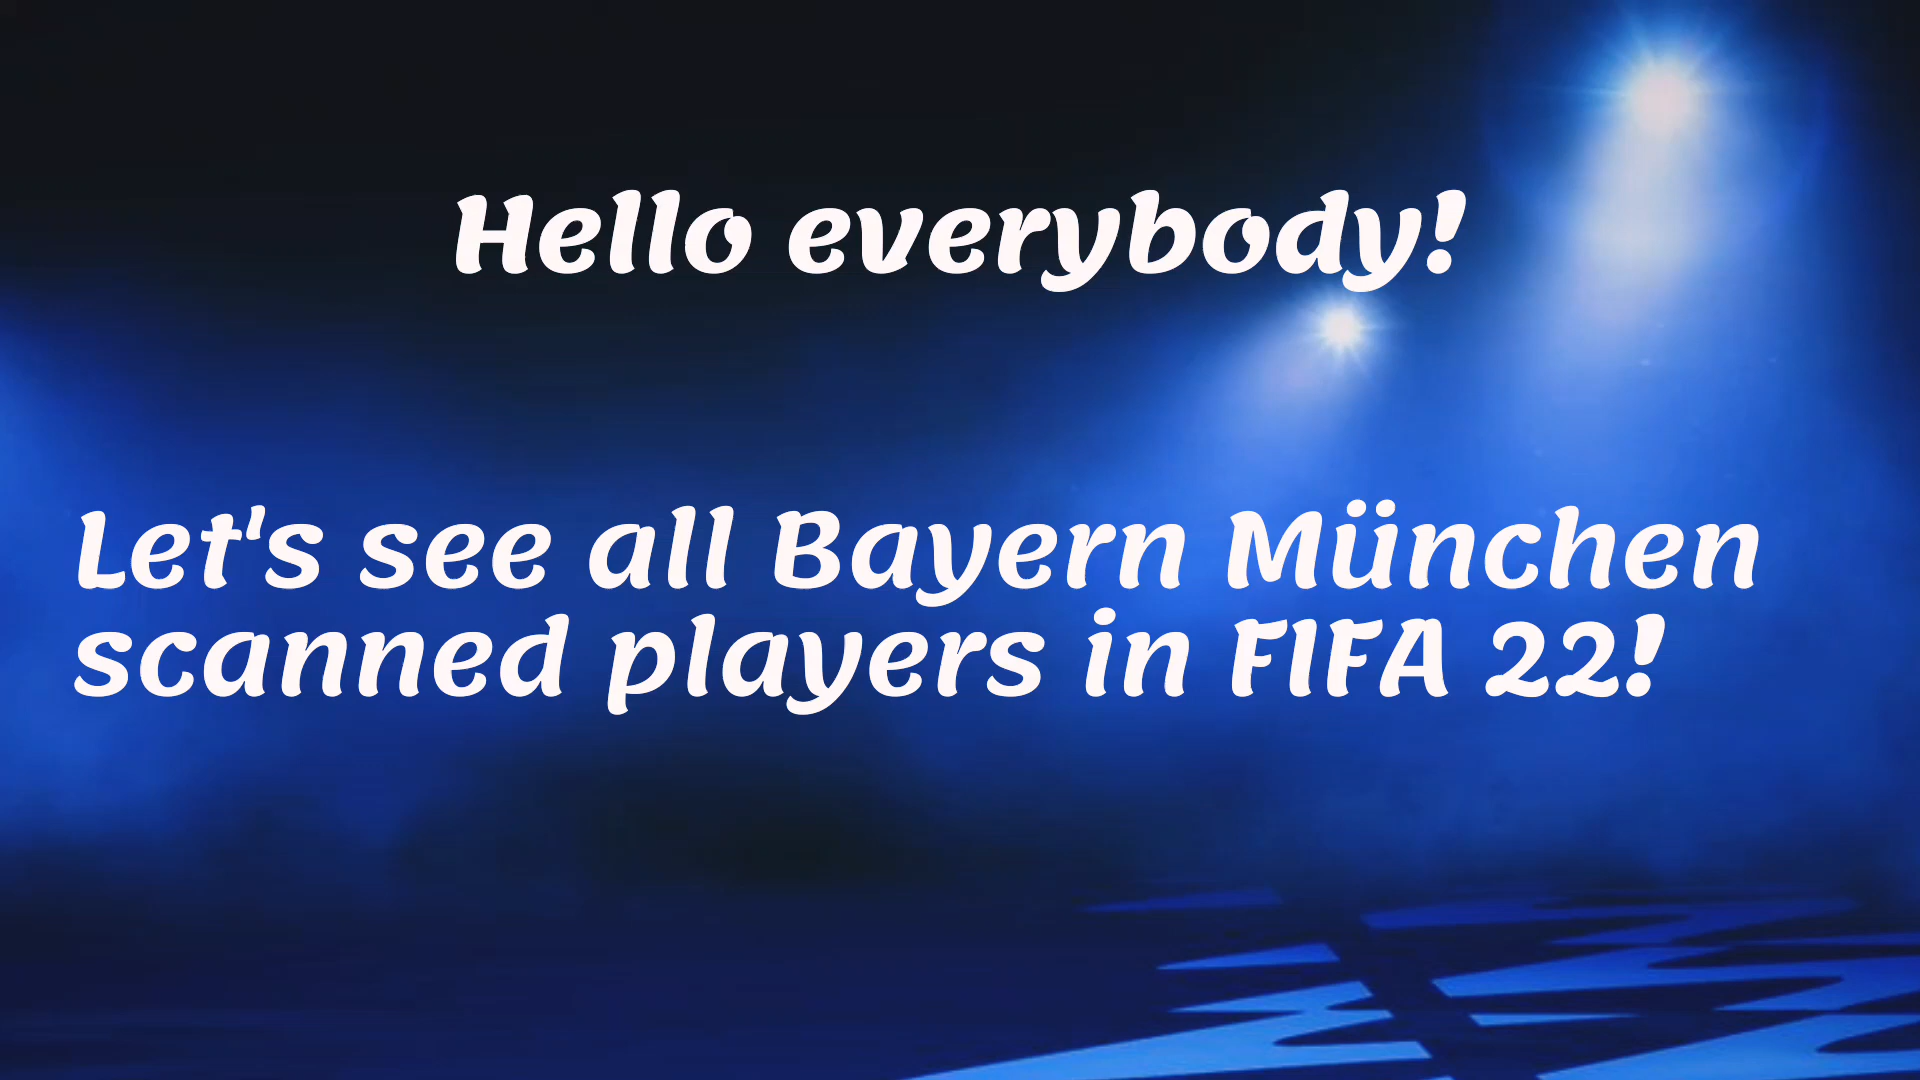 Hello everybody!
Let's see all Bayern München
scanned players in FIFA 22!